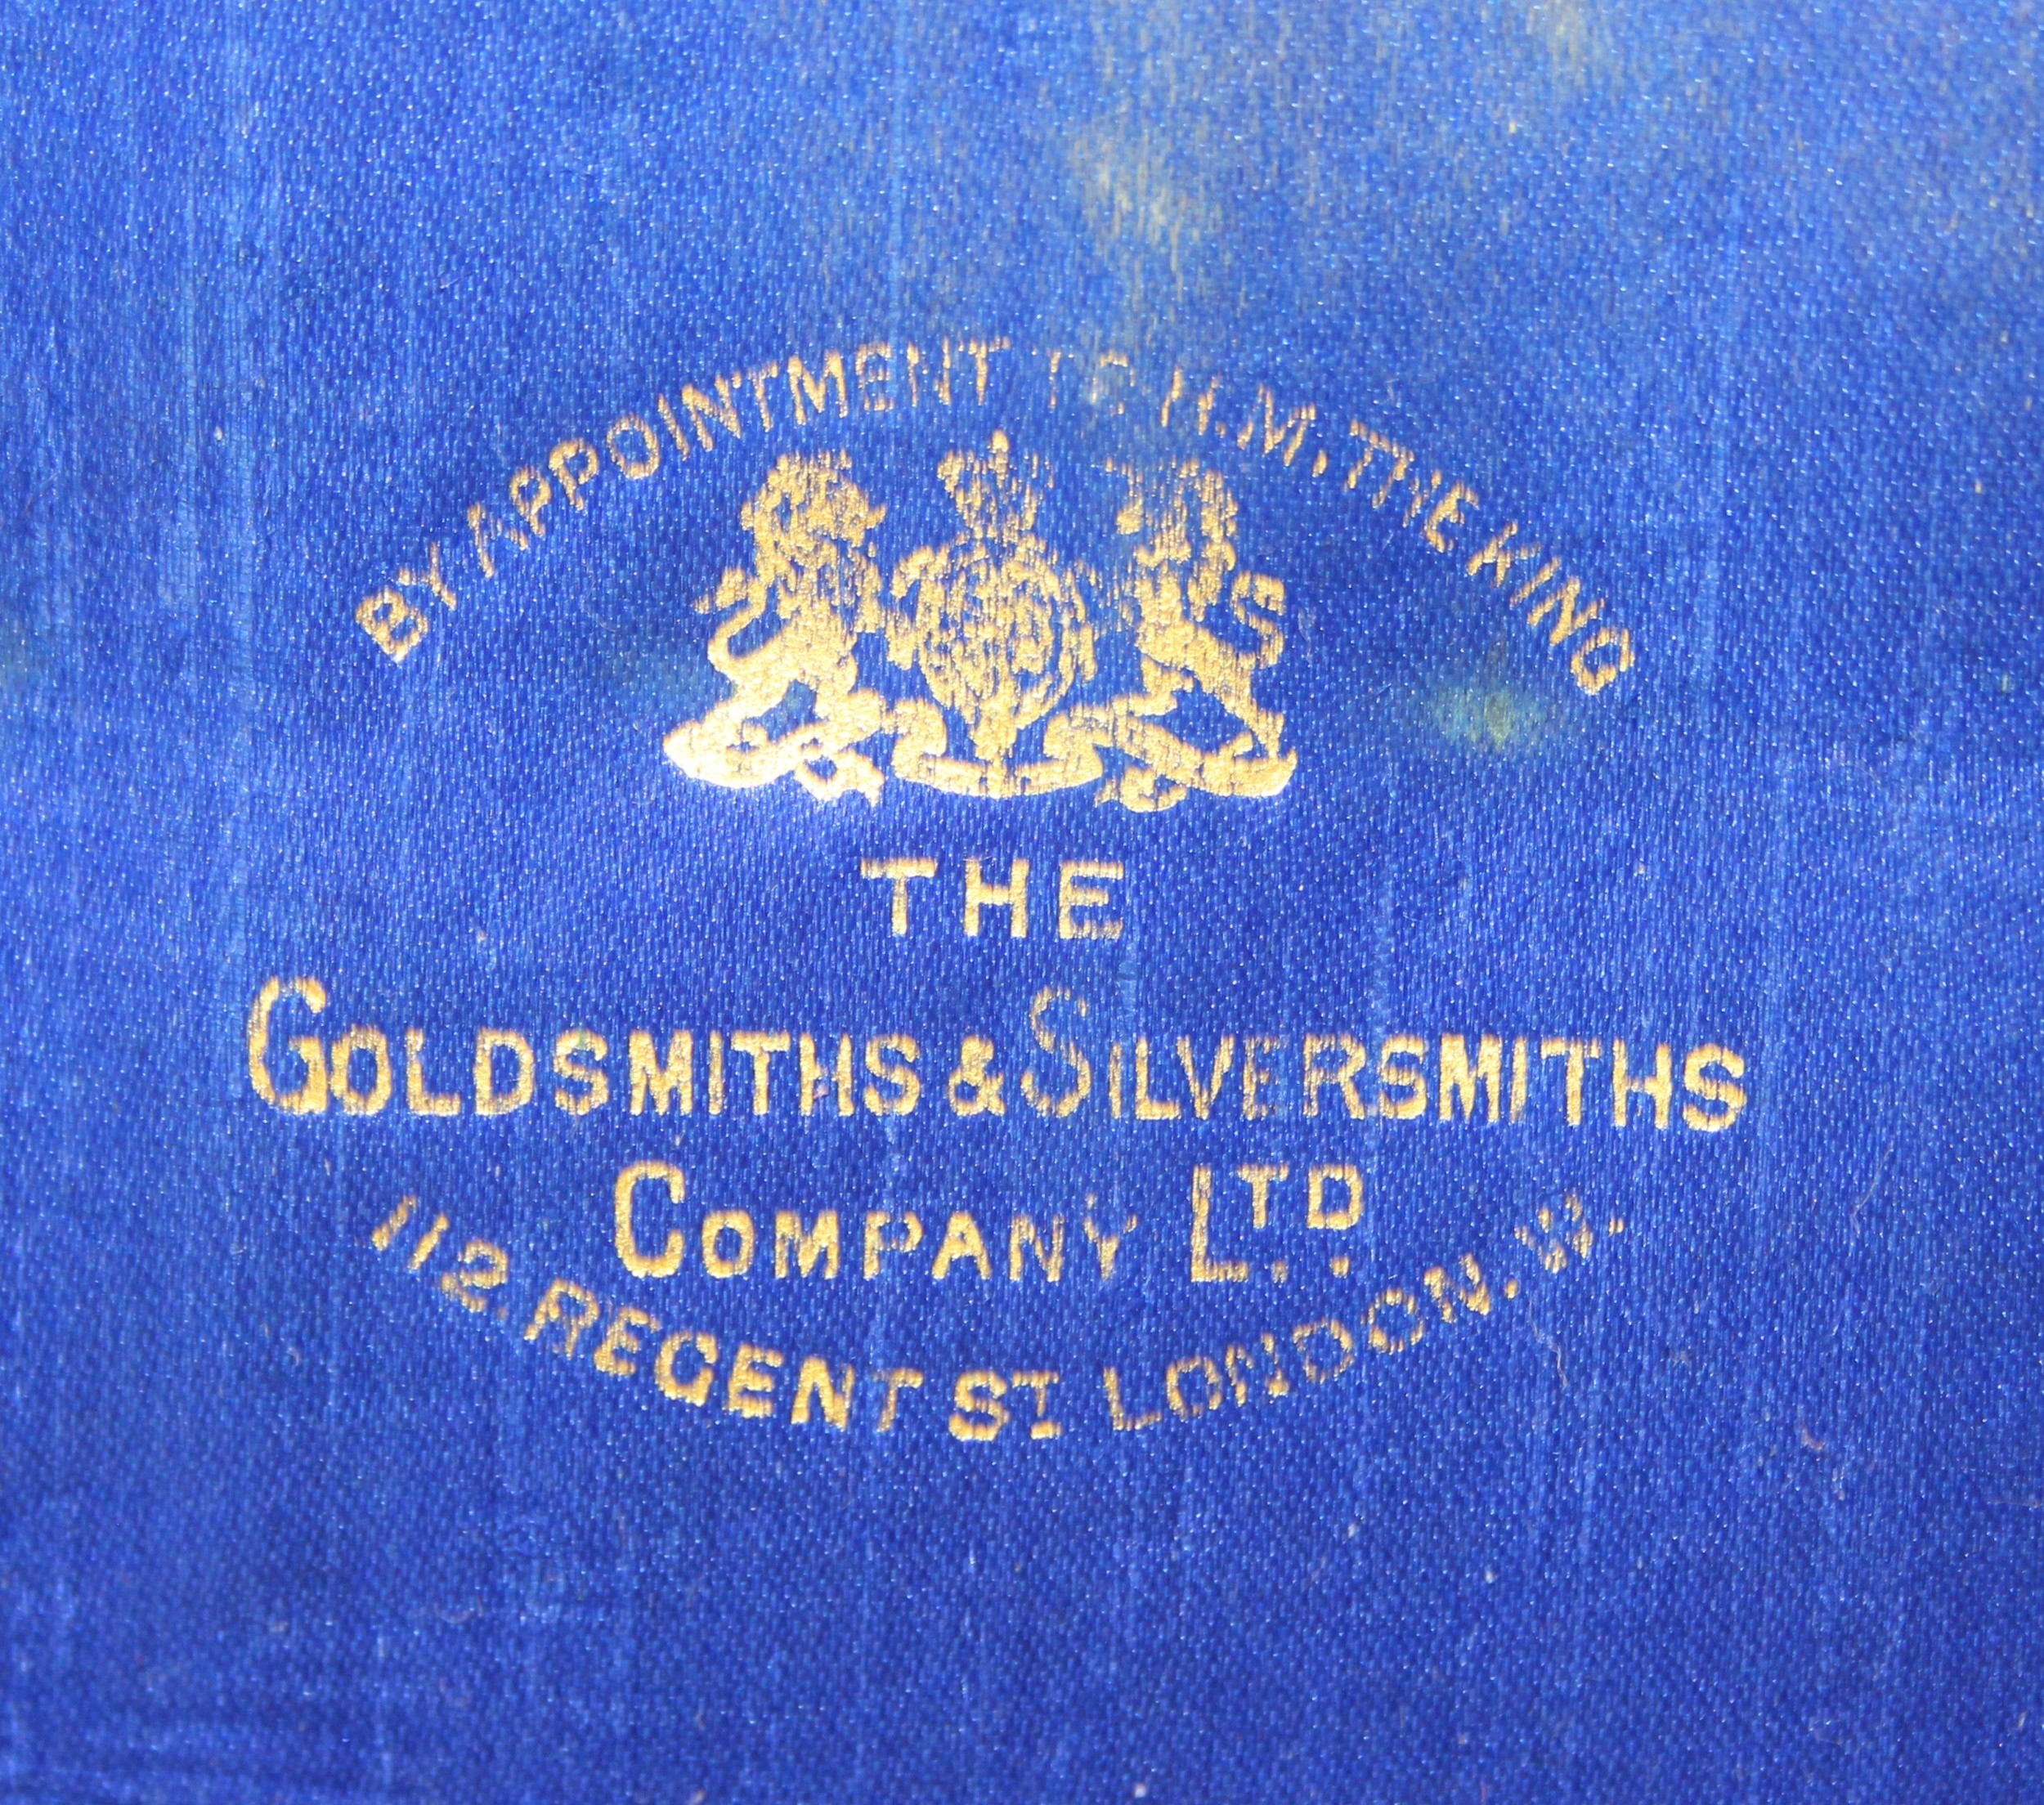 BY APPOINTMENT TO H.M. THE KING
THE
GOLDSMITHS & SILVERSMITHS
COMPANY LTD.
112. REGENT ST. LONDON. W.